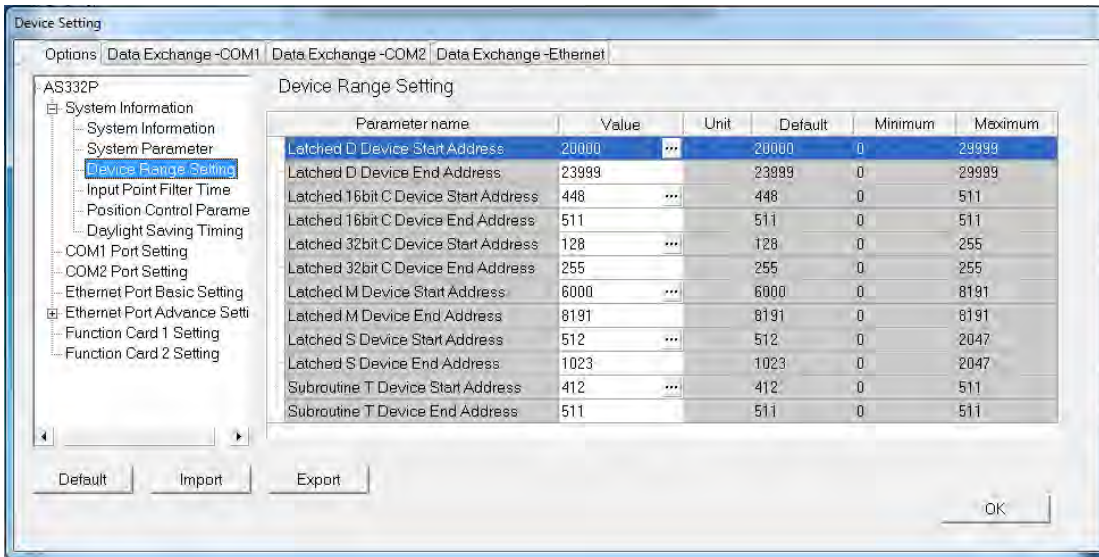 Device Setting
Options Data Exchange -COM1 Data Exchange -COM2 Data Exchange -Ethernet
AS332P
System Information
System Information
System Parameter
Device Range Setting
Input Point Filter Time
Position Control Parame
Daylight Saving Timing
COM1 Port Setting
COM2 Port Setting
Ethernet Port Basic Setting
Ethernet Port Advance Setti
Function Card 1 Setting
Function Card 2 Setting
Device Range Setting
Parameter name Value Unit Default Minimum Maximum
Latched D Device Start Address 20000 ... 20000 0 29999
Latched D Device End Address 23999 23999 0 29999
Latched 16bit C Device Start Address 448 ... 448 0 511
Latched 16bit C Device End Address 511 511 0 511
Latched 32bit C Device Start Address 128 ... 128 0 255
Latched 32bit C Device End Address 255 255 0 255
Latched M Device Start Address 6000 ... 6000 0 8191
Latched M Device End Address 8191 8191 0 8191
Latched S Device Start Address 512 ... 512 0 2047
Latched S Device End Address 1023 1023 0 2047
Subroutine T Device Start Address 412 ... 412 0 511
Subroutine T Device End Address 511 511 0 511
Default Import Export
OK